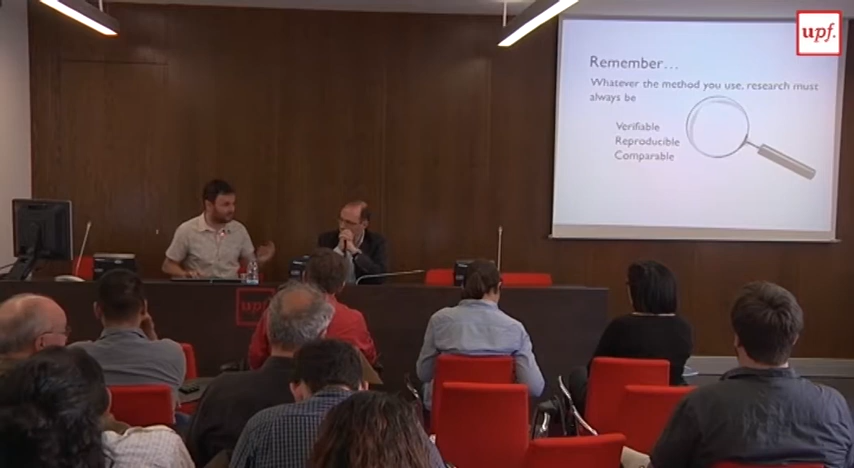 upf.
Remember...
Whatever the method you use, research must
always be
Verifiable
Reproducible
Comparable
upf.